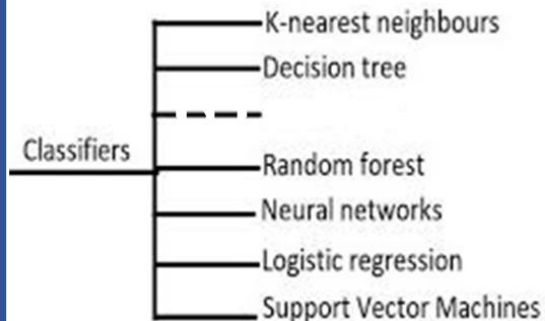 K-nearest neighbours
Decision tree
Classifiers
Random forest
Neural networks
Logistic regression
Support Vector Machines